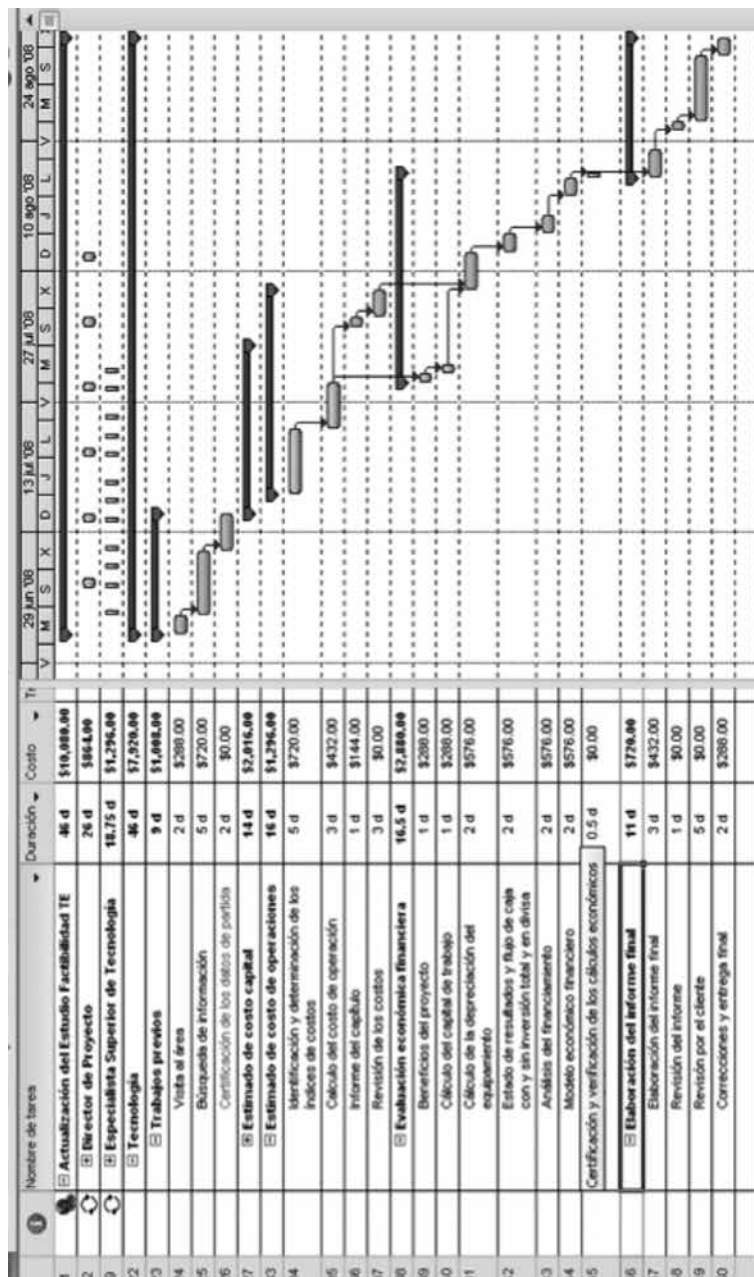 Nombre de tarea Duración Costo Tr
29 jun '08 13 jul '08 27 jul '08 10 ago '08 24 ago '08
V M S X D J L V M S X D J L V M S
Actualización del Estudio Factibilidad TE 46 d $10,080.00
Director de Proyecto 26 d $864.00
Especialista Superior de Tecnología 18.75 d $1,296.00
Tecnología 46 d $7,920.00
Trabajos previos 9 d $1,008.00
Visita al área 2 d $288.00
Búsqueda de información 5 d $720.00
Certificación de los datos de partida 2 d $0.00
Estimado de costo capital 14 d $2,016.00
Estimado de costo de operaciones 16 d $1,296.00
Identificación y determinación de los
índices de costos 5 d $720.00
Calculo del costo de operación 3 d $432.00
Informe del capítulo 1 d $144.00
Revisión de los costos 3 d $0.00
Evaluación económica financiera 16.5 d $2,880.00
Beneficios del proyecto 1 d $288.00
Cálculo del capital de trabajo 1 d $288.00
Cálculo de la depreciación del
equipamiento 2 d $576.00
Estado de resultados y flujo de caja
con y sin inversión total y en divisa 2 d $576.00
Análisis del financiamiento 2 d $576.00
Modelo económico financiero 2 d $576.00
Certificación y verificación de los cálculos económicos 0.5 d $0.00
Elaboración del informe final 11 d $720.00
Elaboración del informe final 3 d $432.00
Revisión del informe 1 d $0.00
Revisión por el cliente 5 d $0.00
Correcciones y entrega final 2 d $288.00